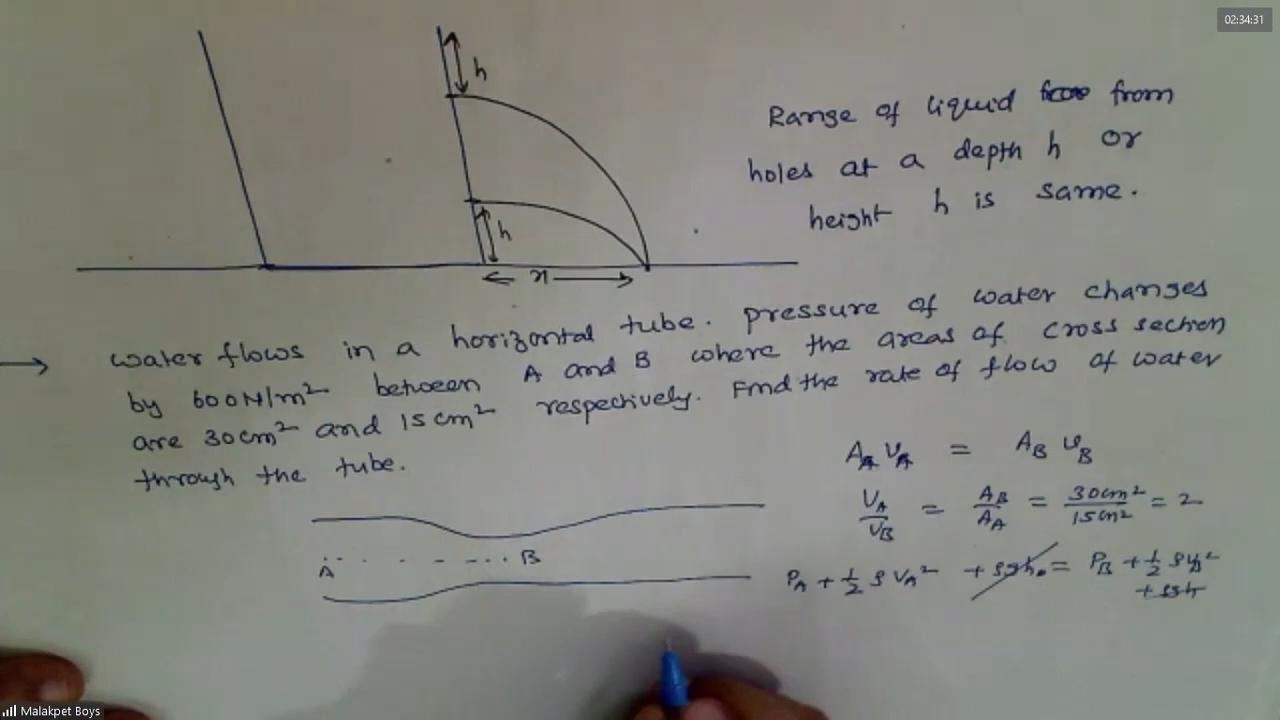 02:34:31
h
Range of liquid from
holes at a depth h or
height h is same.
h
x
→ water flows in a horizontal tube. pressure of water changes
by 600N/m² between A and B where the areas of cross section
are 30cm² and 15cm² respectively. Find the rate of flow of water
through the tube.
A_A v_A = A_B v_B
V_A/V_B = A_B/A_A = 30cm²/15cm² = 2
A B
P_A + 1/2 ρ V_A² + ρgh = P_B + 1/2 ρ v_B²
+ ρgh
Malakpet Boys